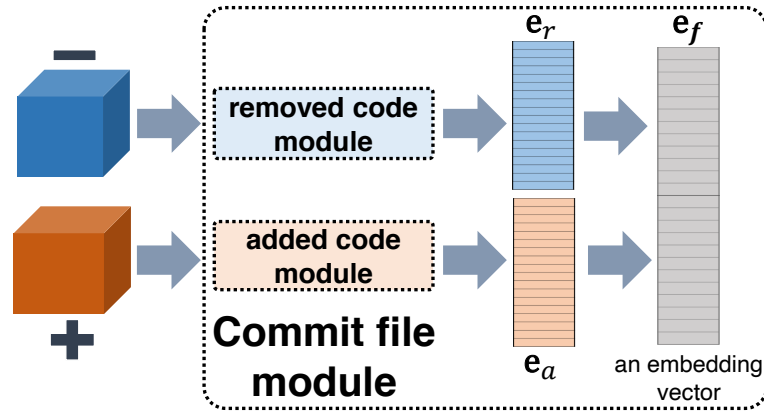 −
e_r
e_f
removed code
module
added code
module
+
Commit file
module
e_a
an embedding
vector